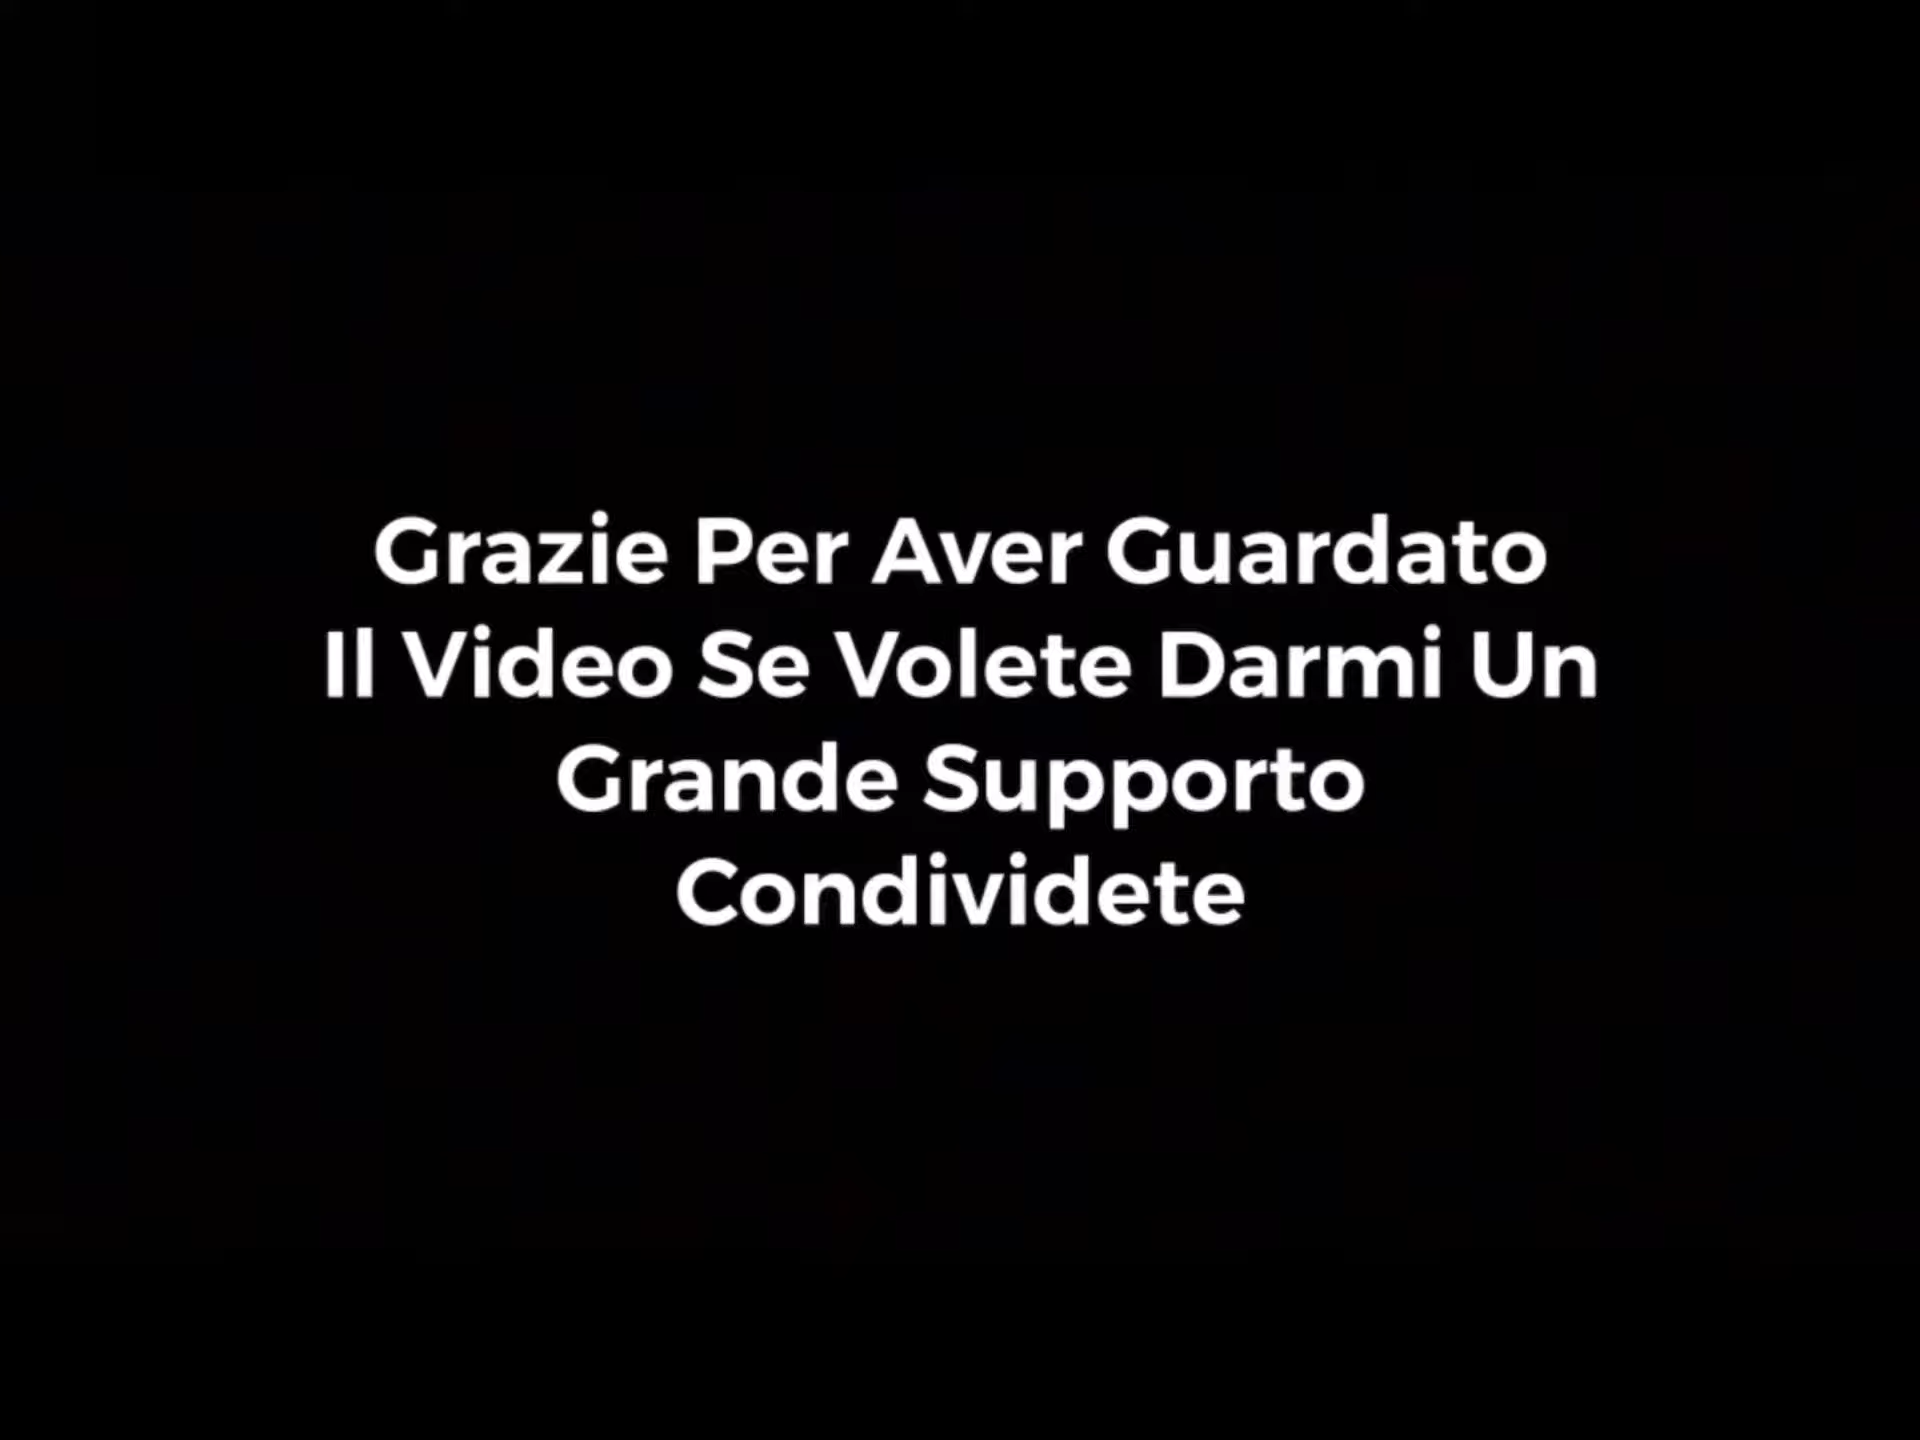 Grazie Per Aver Guardato
Il Video Se Volete Darmi Un
Grande Supporto
Condividete